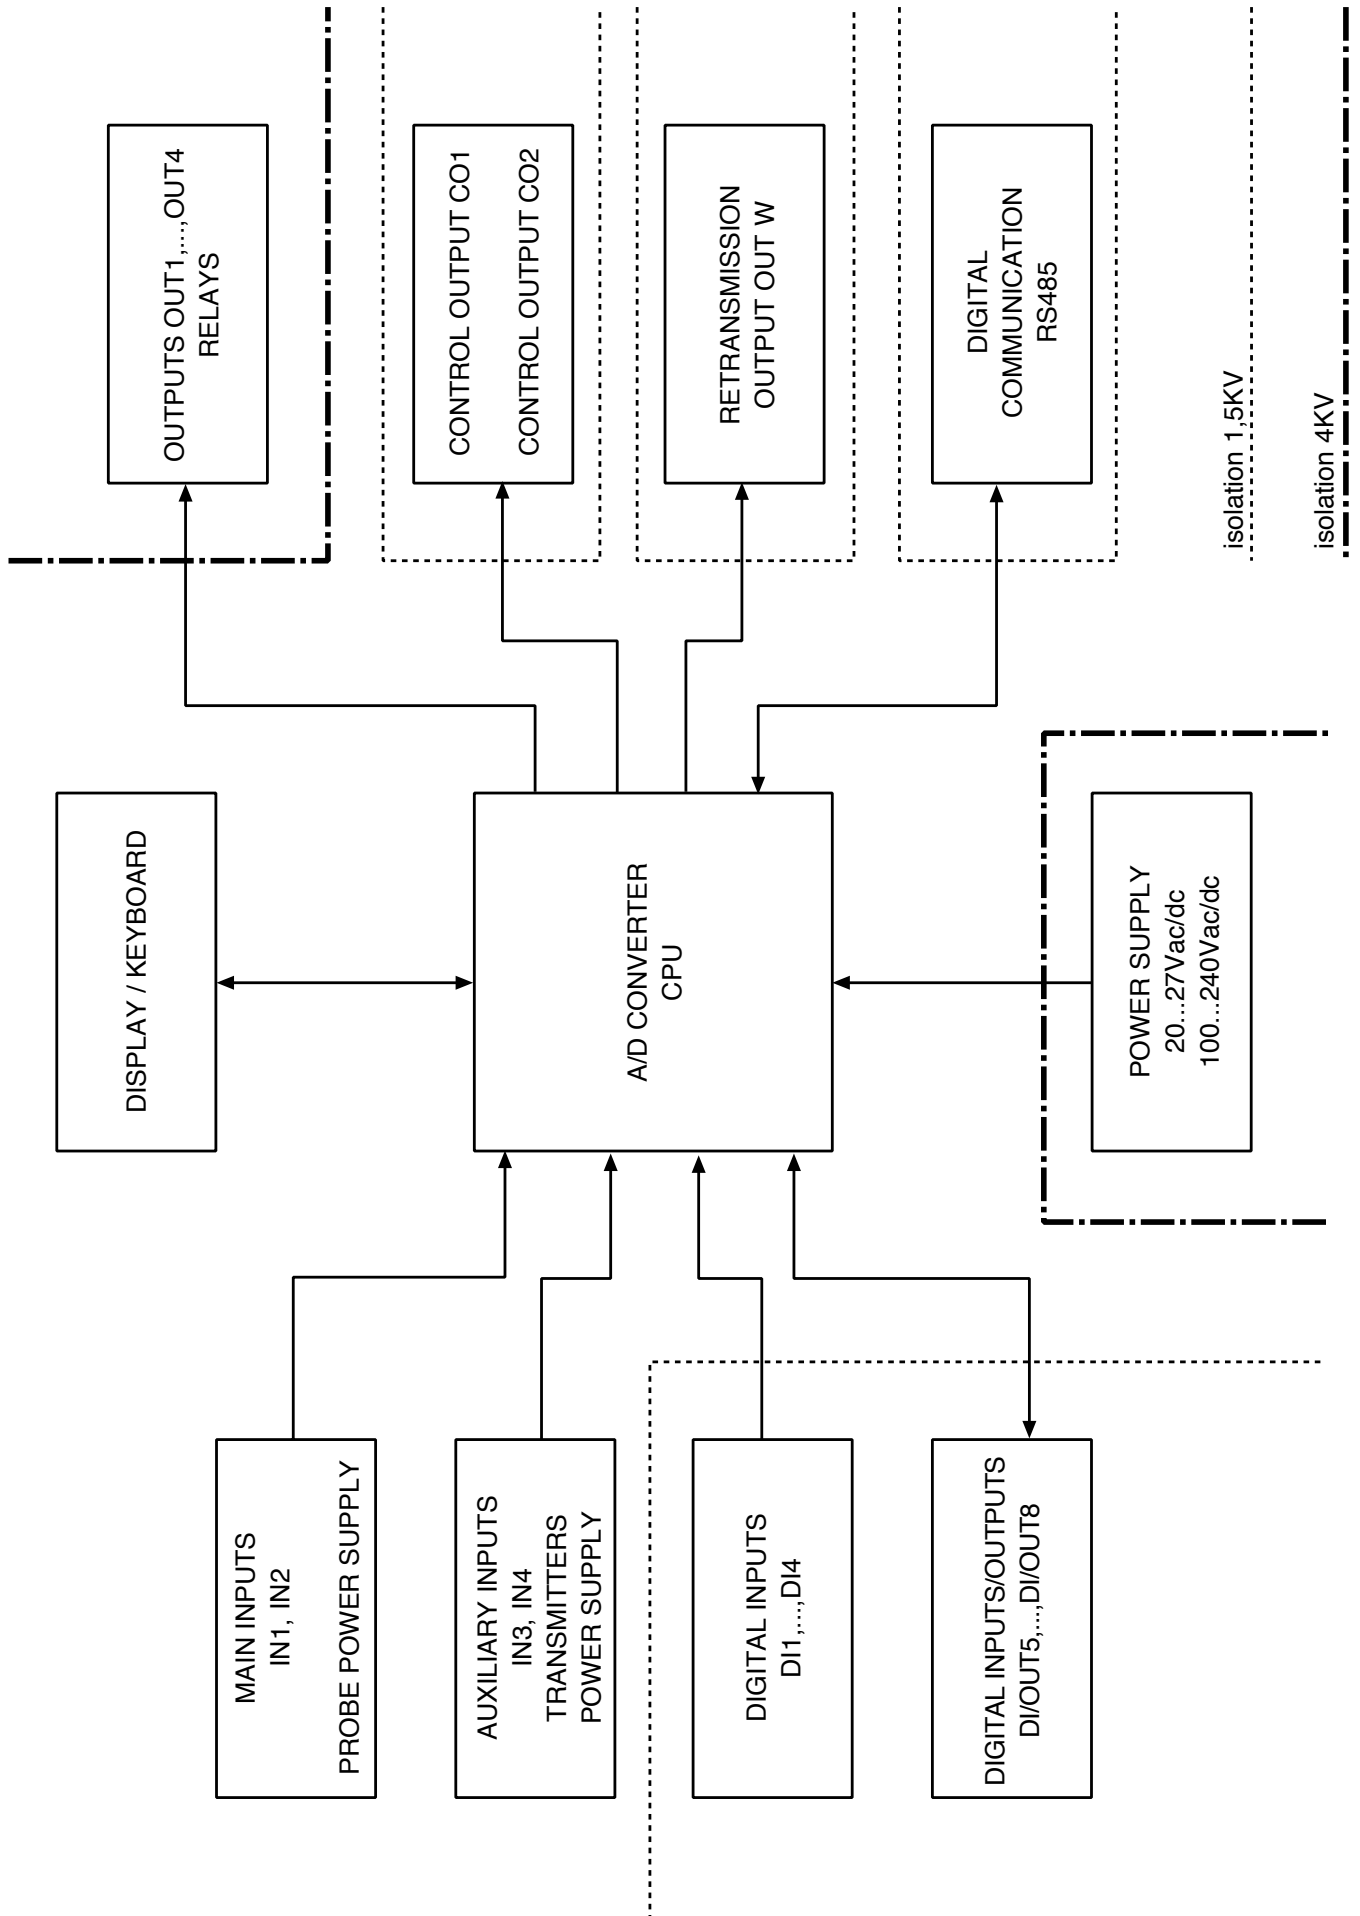 MAIN INPUTS
IN1, IN2
PROBE POWER SUPPLY
AUXILIARY INPUTS
IN3, IN4
TRANSMITTERS
POWER SUPPLY
DIGITAL INPUTS
DI1,...,DI4
DIGITAL INPUTS/OUTPUTS
DI/OUT5,...,DI/OUT8
DISPLAY / KEYBOARD
A/D CONVERTER
CPU
POWER SUPPLY
20...27Vac/dc
100...240Vac/dc
OUTPUTS OUT1,...,OUT4
RELAYS
CONTROL OUTPUT CO1
CONTROL OUTPUT CO2
RETRANSMISSION
OUTPUT OUT W
DIGITAL
COMMUNICATION
RS485
isolation 1,5KV
isolation 4KV